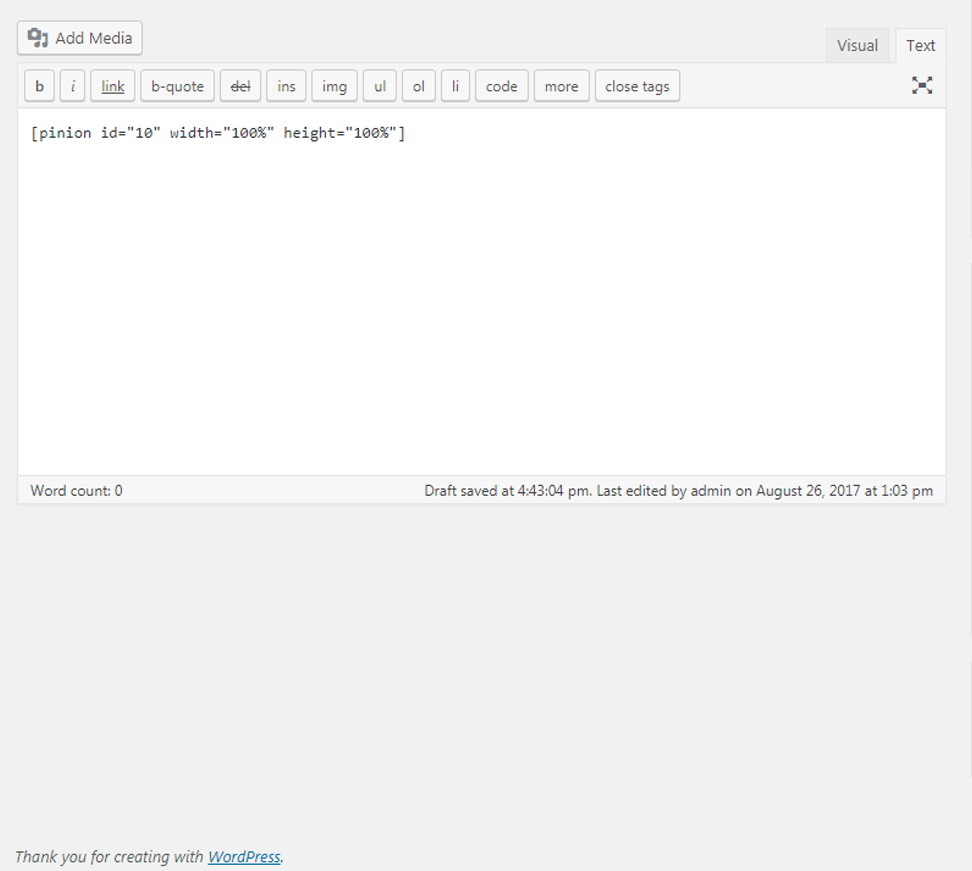 Add Media
Visual Text
b i link b-quote del ins img ul ol li code more close tags
[pinion id="10" width="100%" height="100%"]
Word count: 0 Draft saved at 4:43:04 pm. Last edited by admin on August 26, 2017 at 1:03 pm
Thank you for creating with WordPress.